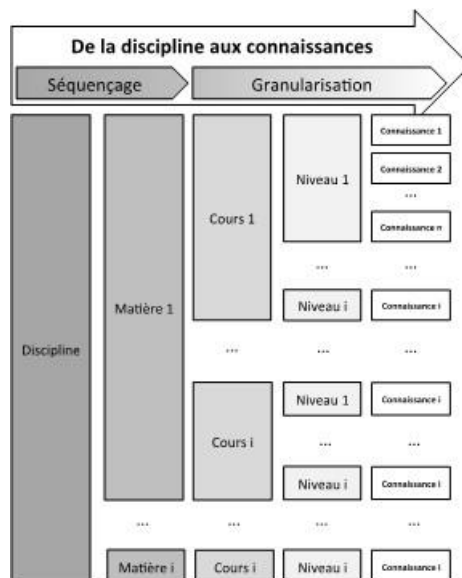 De la discipline aux connaissances
Séquençage
Granularisation
Discipline
Matière 1
Cours 1
Niveau 1
Connaissance 1
Connaissance 2
...
Connaissance n
... ...
Niveau i
Connaissance i
... ... ...
Cours i
Niveau 1
Connaissance i
... ...
Niveau i
Connaissance i
... ... ... ...
Matière i
Cours i
Niveau i
Connaissance i